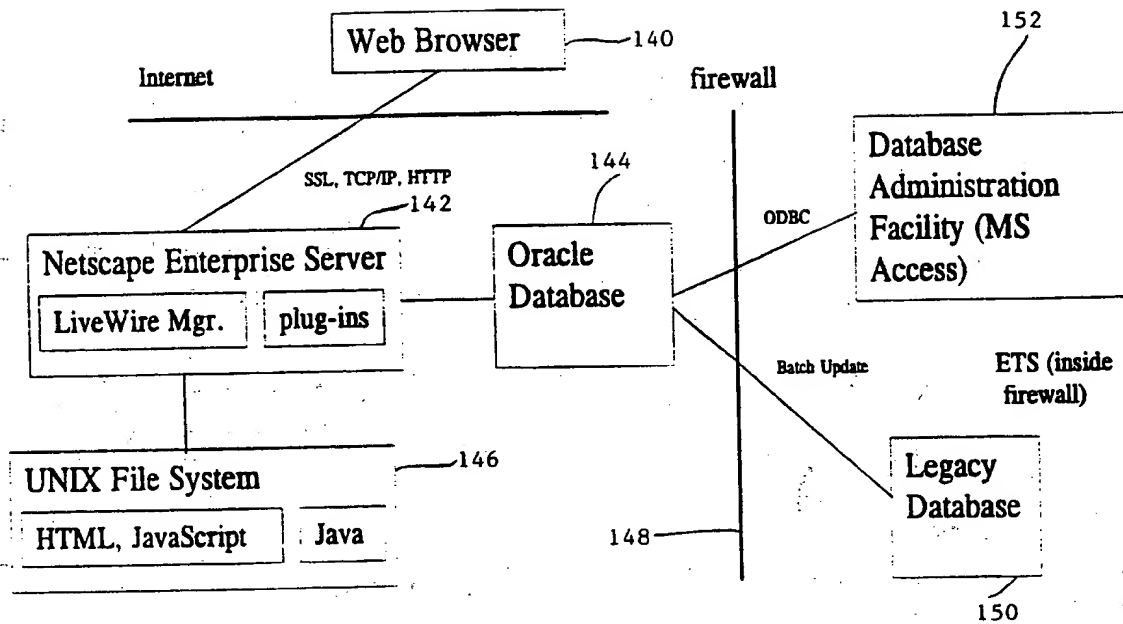 Web Browser
140
152
Internet
firewall
SSL, TCP/IP, HTTP
142
144
Database
Administration
Facility (MS
Access)
ODBC
Netscape Enterprise Server
LiveWire Mgr.
plug-ins
Oracle
Database
Batch Update
ETS (inside
firewall)
UNIX File System
146
HTML, JavaScript
Java
148
Legacy
Database
150